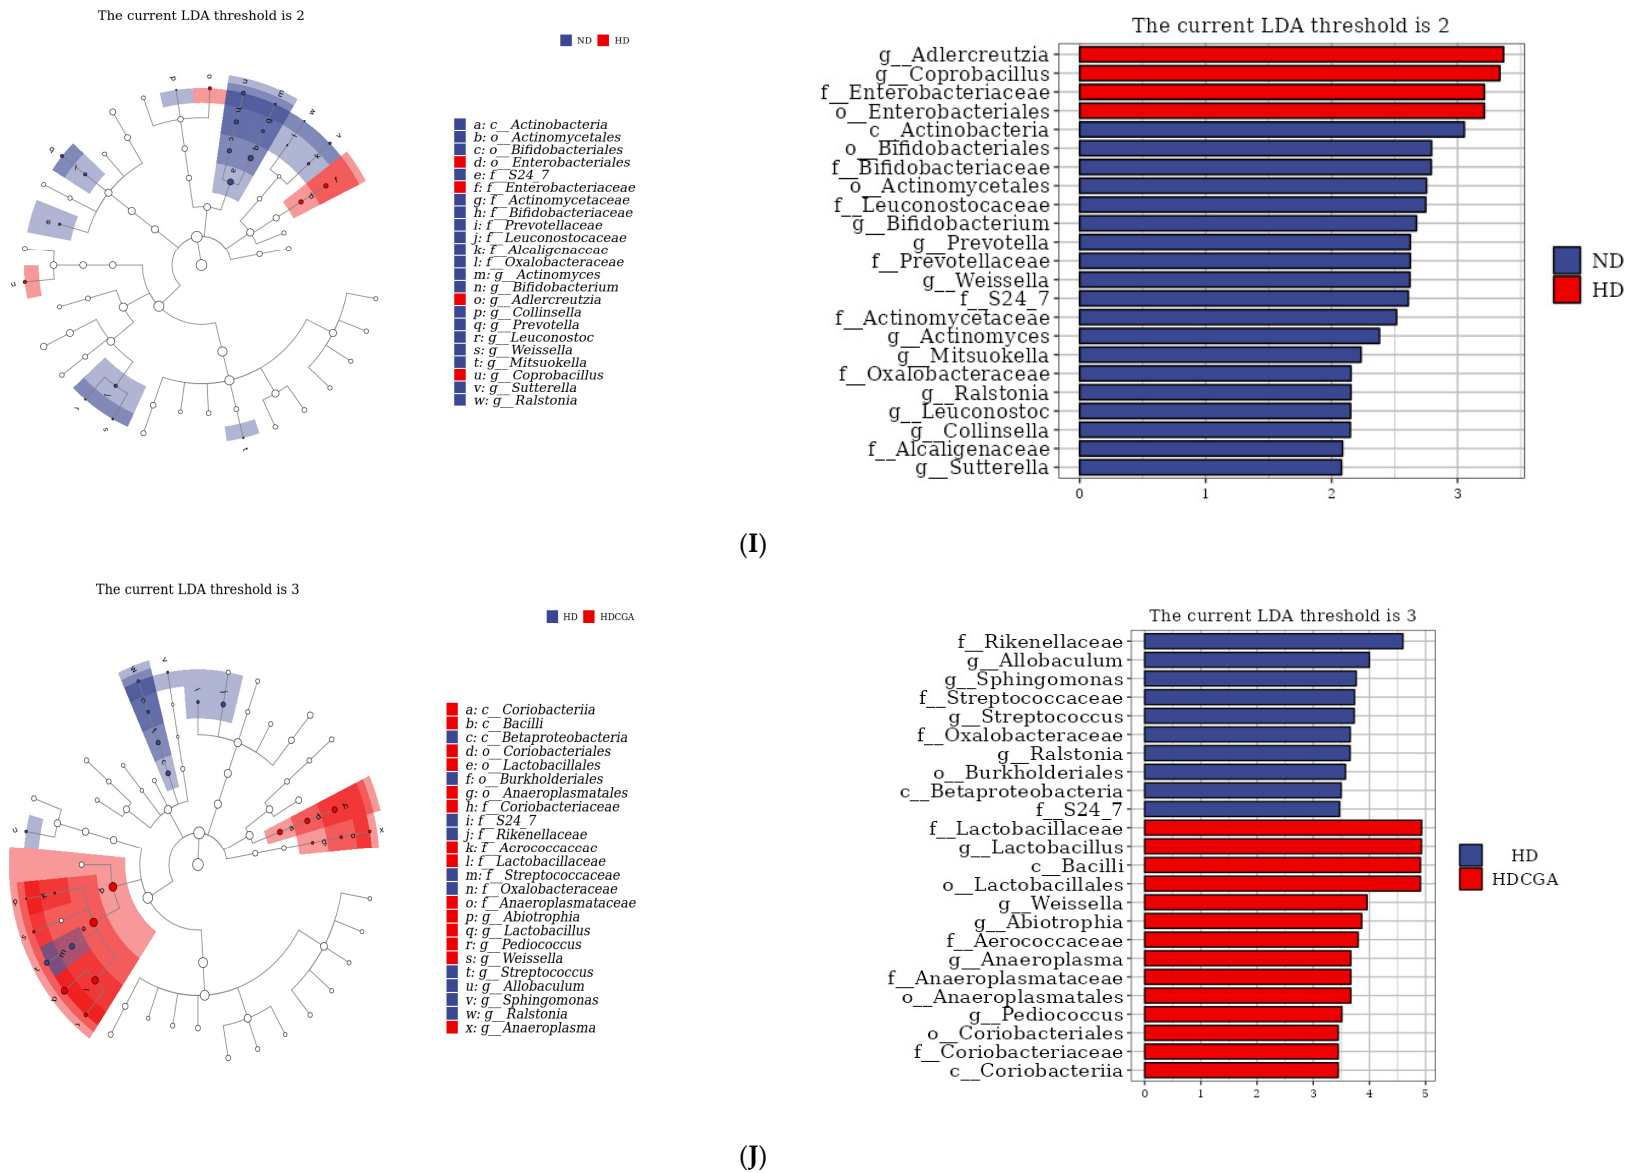 The current LDA threshold is 2
ND HD
a: c__Actinobacteria
b: o__Actinomycetales
c: o__Bifidobacteriales
d: o__Enterobacteriales
e: f__S24_7
f: f__Enterobacteriaceae
g: f__Actinomycetaceae
h: f__Bifidobacteriaceae
i: f__Prevotellaceae
j: f__Leuconostocaceae
k: f__Alcaligenaceae
l: f__Oxalobacteraceae
m: g__Actinomyces
n: g__Bifidobacterium
o: g__Adlercreutzia
p: g__Collinsella
q: g__Prevotella
r: g__Leuconostoc
s: g__Weissella
t: g__Mitsuokella
u: g__Coprobacillus
v: g__Sutterella
w: g__Ralstonia
The current LDA threshold is 2
g__Adlercreutzia
g__Coprobacillus
f__Enterobacteriaceae
o__Enterobacteriales
c__Actinobacteria
o__Bifidobacteriales
f__Bifidobacteriaceae
o__Actinomycetales
f__Leuconostocaceae
g__Bifidobacterium
g__Prevotella
f__Prevotellaceae
g__Weissella
f__S24_7
f__Actinomycetaceae
g__Actinomyces
g__Mitsuokella
f__Oxalobacteraceae
g__Ralstonia
g__Leuconostoc
g__Collinsella
f__Alcaligenaceae
g__Sutterella
0 1 2 3
ND
HD
(I)
The current LDA threshold is 3
HD HDCGA
a: c__Coriobacteriia
b: c__Bacilli
c: c__Betaproteobacteria
d: o__Coriobacteriales
e: o__Lactobacillales
f: o__Burkholderiales
g: o__Anaeroplasmatales
h: f__Coriobacteriaceae
i: f__S24_7
j: f__Rikenellaceae
k: f__Aerococcaceae
l: f__Lactobacillaceae
m: f__Streptococcaceae
n: f__Oxalobacteraceae
o: f__Anaeroplasmataceae
p: g__Abiotrophia
q: g__Lactobacillus
r: g__Pediococcus
s: g__Weissella
t: g__Streptococcus
u: g__Allobaculum
v: g__Sphingomonas
w: g__Ralstonia
x: g__Anaeroplasma
The current LDA threshold is 3
f__Rikenellaceae
g__Allobaculum
g__Sphingomonas
f__Streptococcaceae
g__Streptococcus
f__Oxalobacteraceae
g__Ralstonia
o__Burkholderiales
c__Betaproteobacteria
f__S24_7
f__Lactobacillaceae
g__Lactobacillus
c__Bacilli
o__Lactobacillales
g__Weissella
g__Abiotrophia
f__Aerococcaceae
g__Anaeroplasma
f__Anaeroplasmataceae
o__Anaeroplasmatales
g__Pediococcus
o__Coriobacteriales
f__Coriobacteriaceae
c__Coriobacteriia
0 1 2 3 4 5
HD
HDCGA
(J)